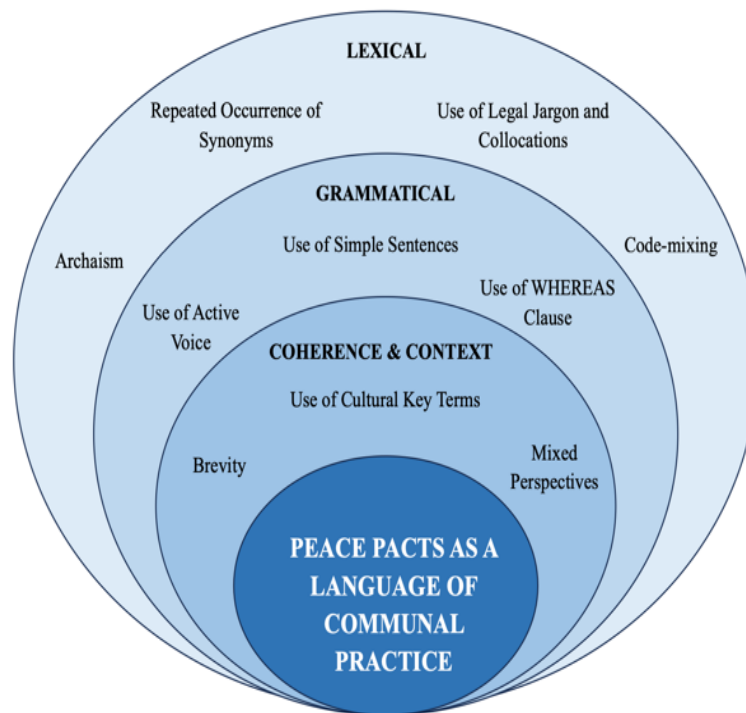 LEXICAL
Repeated Occurrence of
Synonyms
Use of Legal Jargon and
Collocations
Archaism
Code-mixing
GRAMMATICAL
Use of Simple Sentences
Use of Active
Voice
Use of WHEREAS
Clause
COHERENCE & CONTEXT
Use of Cultural Key Terms
Brevity
Mixed
Perspectives
PEACE PACTS AS A
LANGUAGE OF
COMMUNAL
PRACTICE